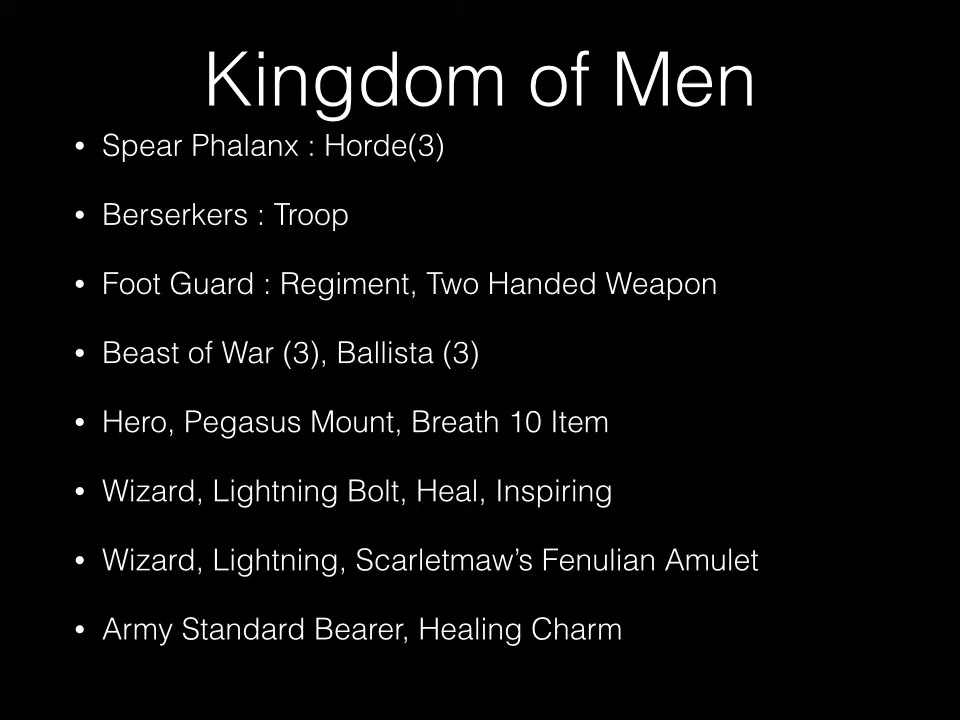 Kingdom of Men
• Spear Phalanx : Horde(3)
• Berserkers : Troop
• Foot Guard : Regiment, Two Handed Weapon
• Beast of War (3), Ballista (3)
• Hero, Pegasus Mount, Breath 10 Item
• Wizard, Lightning Bolt, Heal, Inspiring
• Wizard, Lightning, Scarletmaw’s Fenulian Amulet
• Army Standard Bearer, Healing Charm